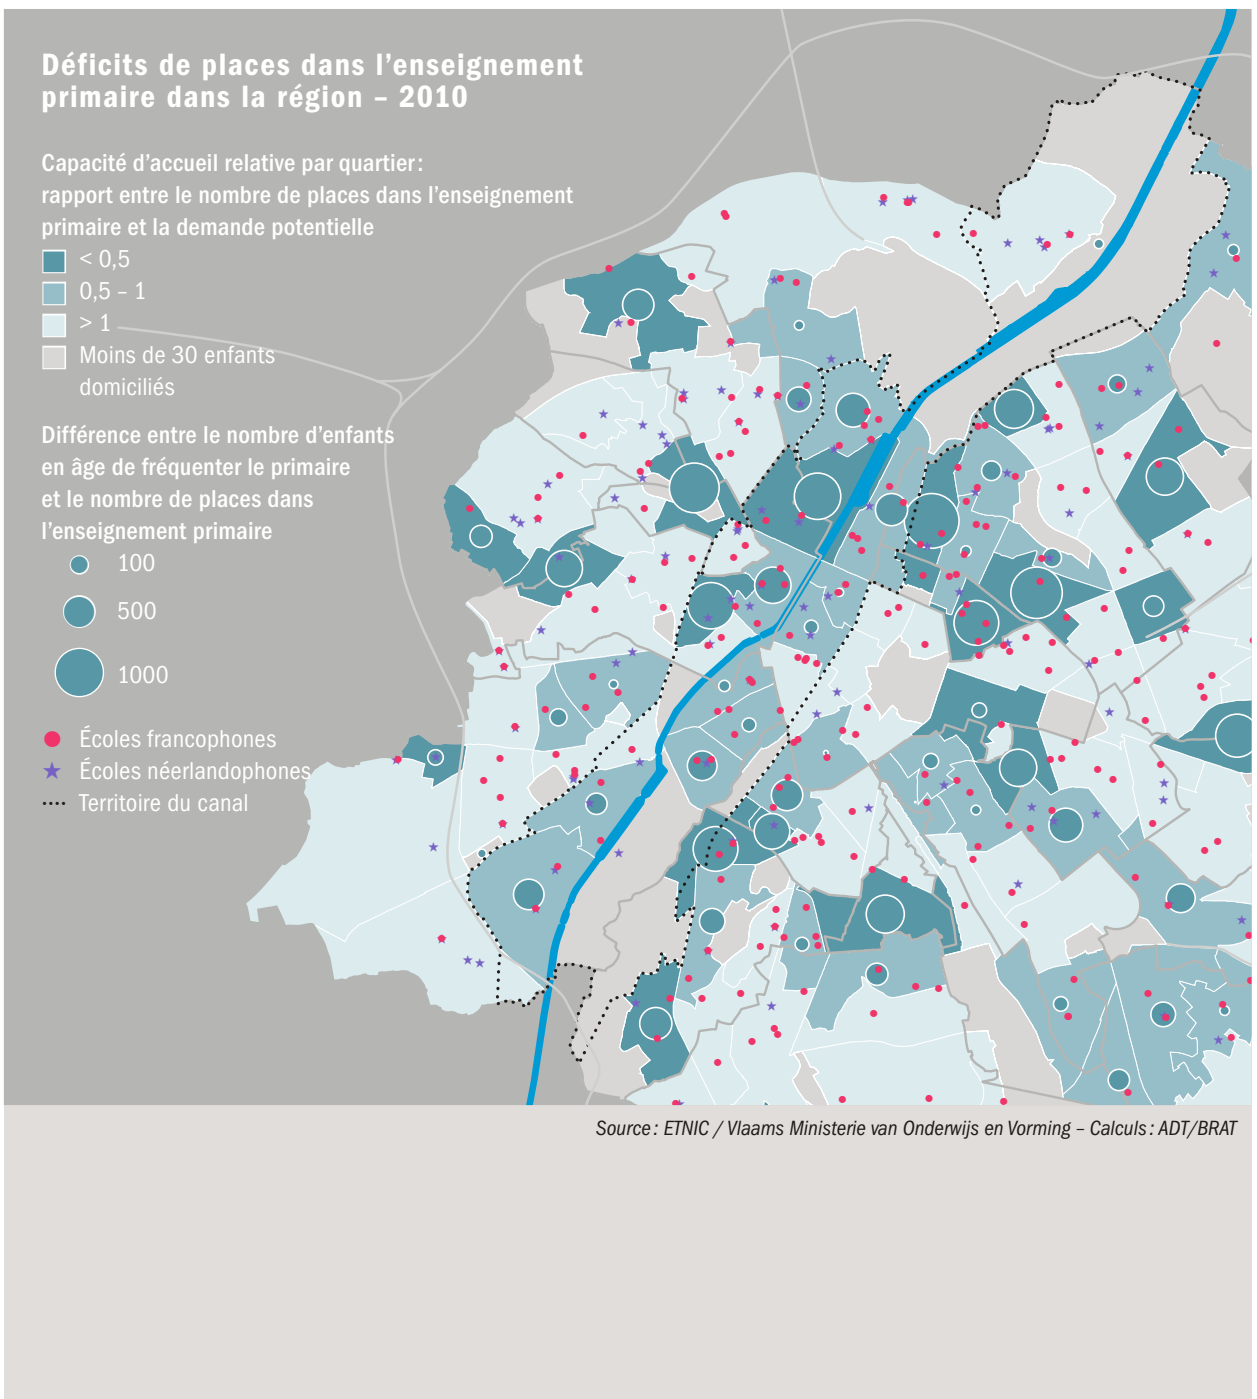 Déficits de places dans l'enseignement
primaire dans la région – 2010
Capacité d'accueil relative par quartier :
rapport entre le nombre de places dans l'enseignement
primaire et la demande potentielle
< 0,5
0,5 – 1
> 1
Moins de 30 enfants
domiciliés
Différence entre le nombre d'enfants
en âge de fréquenter le primaire
et le nombre de places dans
l'enseignement primaire
100
500
1000
Écoles francophones
Écoles néerlandophones
Territoire du canal
Source : ETNIC / Vlaams Ministerie van Onderwijs en Vorming – Calculs : ADT/BRAT